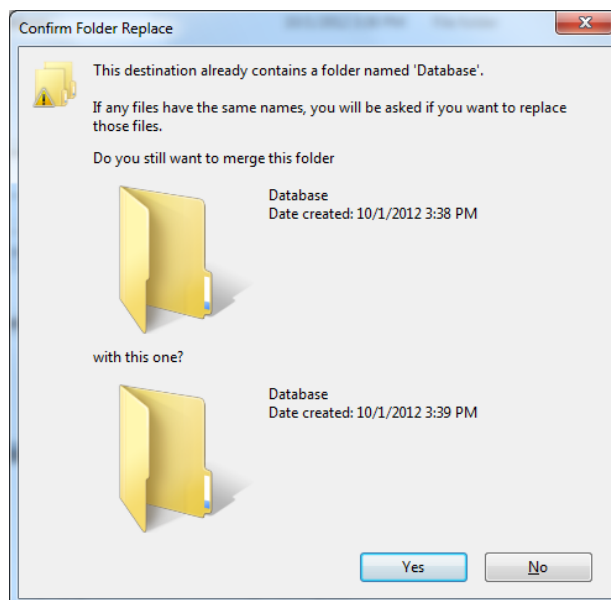 Confirm Folder Replace
This destination already contains a folder named 'Database'.
If any files have the same names, you will be asked if you want to replace
those files.
Do you still want to merge this folder
Database
Date created: 10/1/2012 3:38 PM
with this one?
Database
Date created: 10/1/2012 3:39 PM
Yes
No